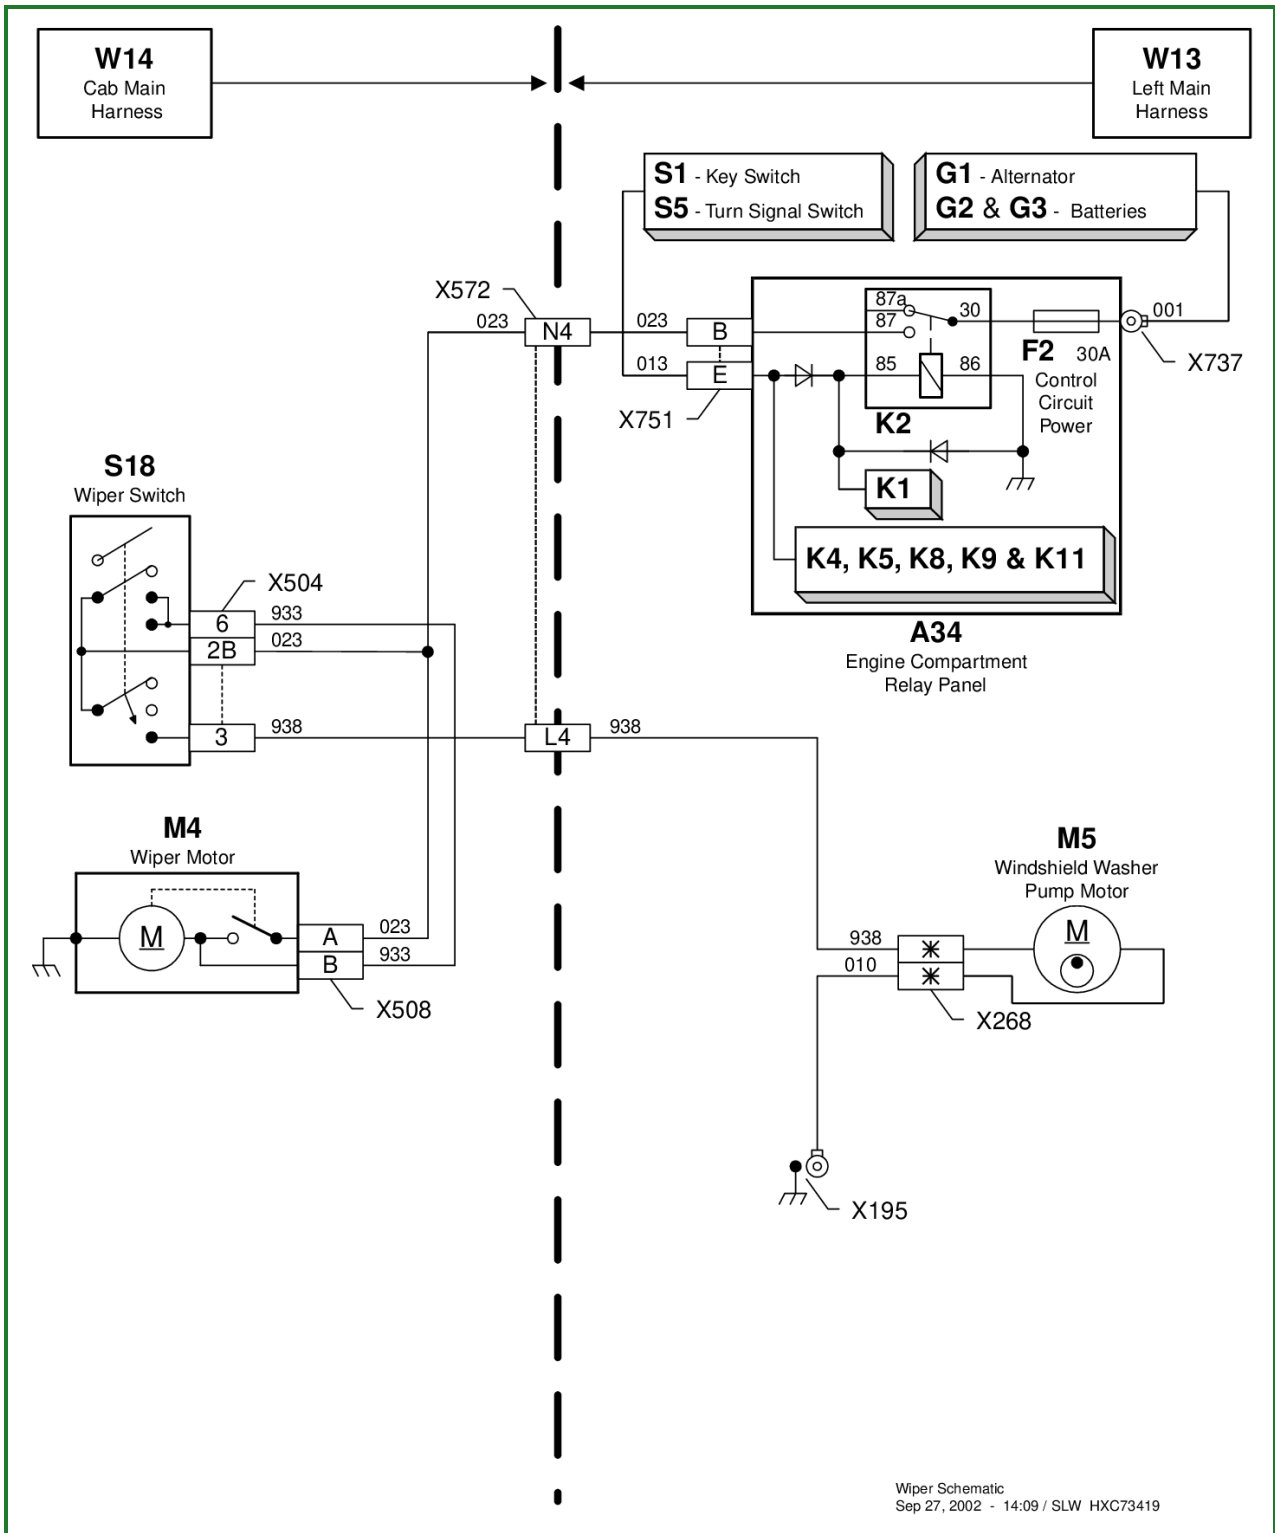 W14
Cab Main
Harness
W13
Left Main
Harness
S1 - Key Switch
S5 - Turn Signal Switch
G1 - Alternator
G2 & G3 - Batteries
X572
023
N4
023
B
013
E
X751
87a
87
30
85
86
K2
F2 30A
Control
Circuit
Power
001
X737
K1
K4, K5, K8, K9 & K11
A34
Engine Compartment
Relay Panel
S18
Wiper Switch
X504
6
933
2B
023
3
938
L4
938
M4
Wiper Motor
M
A
023
B
933
X508
M5
Windshield Washer
Pump Motor
M
938
010
X268
X195
Wiper Schematic
Sep 27, 2002 - 14:09 / SLW HXC73419